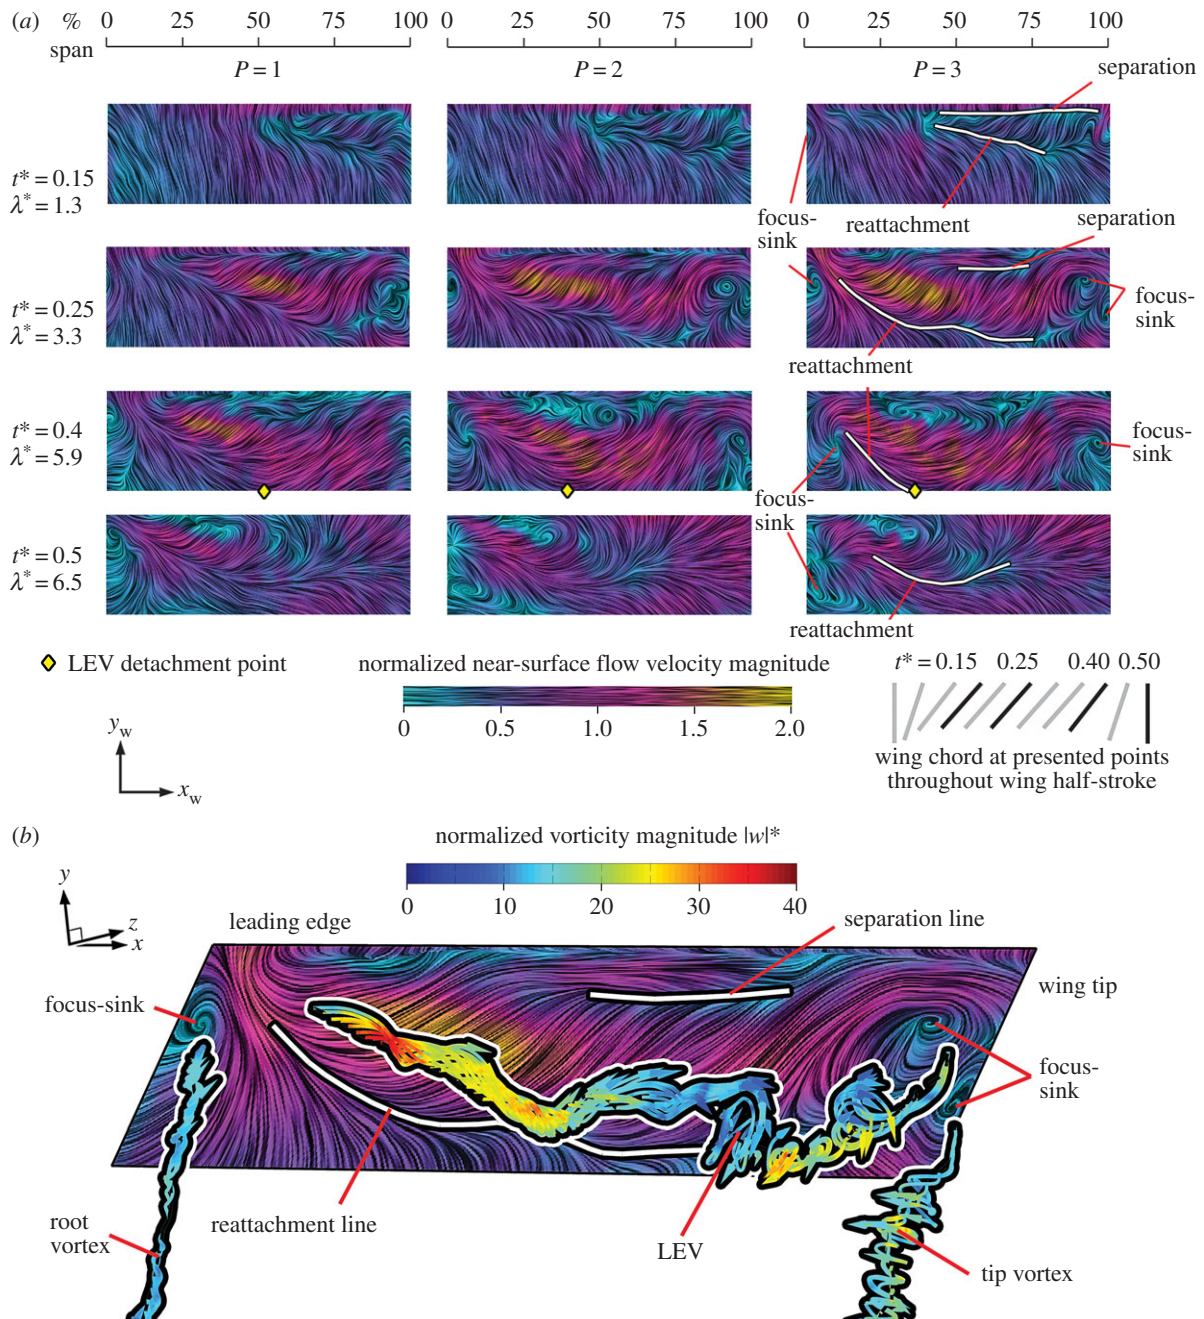 (a) % span 0 25 50 75 100 0 25 50 75 100 0 25 50 75 100
P = 1 P = 2 P = 3
separation
t* = 0.15
λ* = 1.3
focus-
sink
reattachment
separation
t* = 0.25
λ* = 3.3
focus-
sink
reattachment
t* = 0.4
λ* = 5.9
focus-
sink
focus-
sink
t* = 0.5
λ* = 6.5
reattachment
LEV detachment point
normalized near-surface flow velocity magnitude
0 0.5 1.0 1.5 2.0
t* = 0.15 0.25 0.40 0.50
wing chord at presented points
throughout wing half-stroke
y_w
x_w
(b)
normalized vorticity magnitude |w|*
0 10 20 30 40
y
z
x
leading edge
separation line
focus-sink
wing tip
focus-
sink
reattachment line
root
vortex
LEV
tip vortex